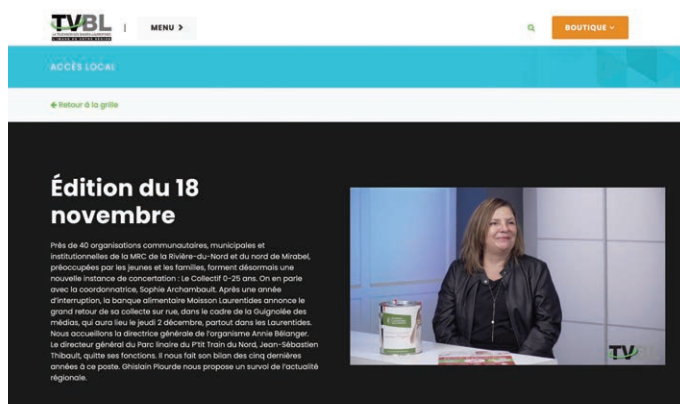 TVBL
MENU >
BOUTIQUE
ACCÈS LOCAL
← Retour à la grille
Édition du 18
novembre
Près de 40 organisations communautaires, municipales et
institutionnelles de la MRC de la Rivière-du-Nord et du nord de Mirabel,
préoccupées par les jeunes et les familles, forment désormais une
nouvelle instance de concertation : Le Collectif 0-25 ans. On en parle
avec la coordonnatrice, Sophie Archambault. Après une année
d'interruption, la banque alimentaire Moisson Laurentides annonce le
grand retour de sa collecte sur rue, dans le cadre de la Guignolée des
médias, qui aura lieu le jeudi 2 décembre, partout dans les Laurentides.
Nous accueillons la directrice générale de l'organisme Annie Bélanger.
Le directeur général du Parc linaire du P'tit Train du Nord, Jean-Sébastien
Thibault, quitte ses fonctions. Il nous fait son bilan des cinq dernières
années à ce poste. Ghislain Plourde nous propose un survol de l'actualité
régionale.
TVBL